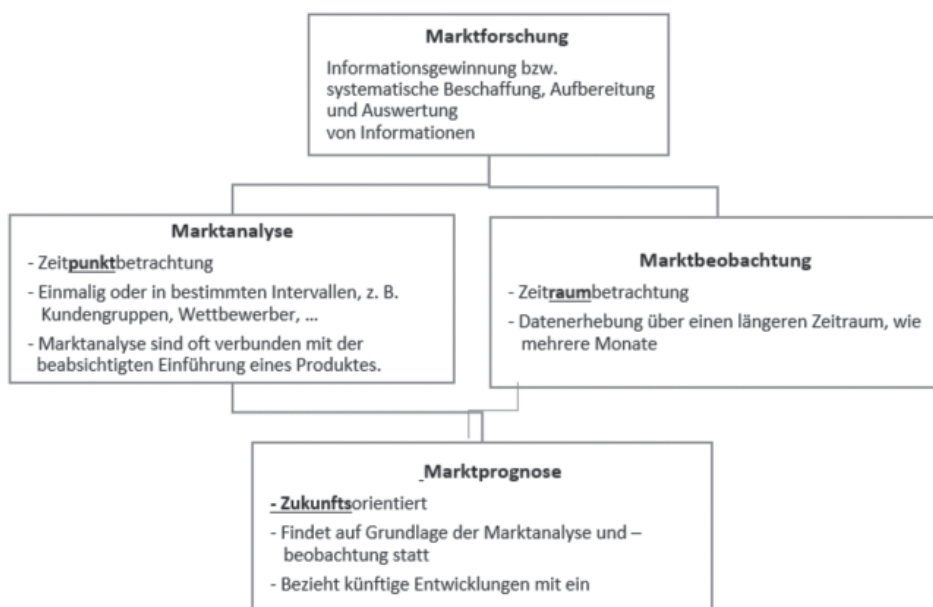 Marktforschung
Informationsgewinnung bzw.
systematische Beschaffung, Aufbereitung
und Auswertung
von Informationen
Marktanalyse
- Zeitpunktbetrachtung
- Einmalig oder in bestimmten Intervallen, z. B.
Kundengruppen, Wettbewerber, ...
- Marktanalyse sind oft verbunden mit der
beabsichtigten Einführung eines Produktes.
Marktbeobachtung
- Zeitraumbetrachtung
- Datenerhebung über einen längeren Zeitraum, wie
mehrere Monate
_Marktprognose
- Zukunftsorientiert
- Findet auf Grundlage der Marktanalyse und –
beobachtung statt
- Bezieht künftige Entwicklungen mit ein